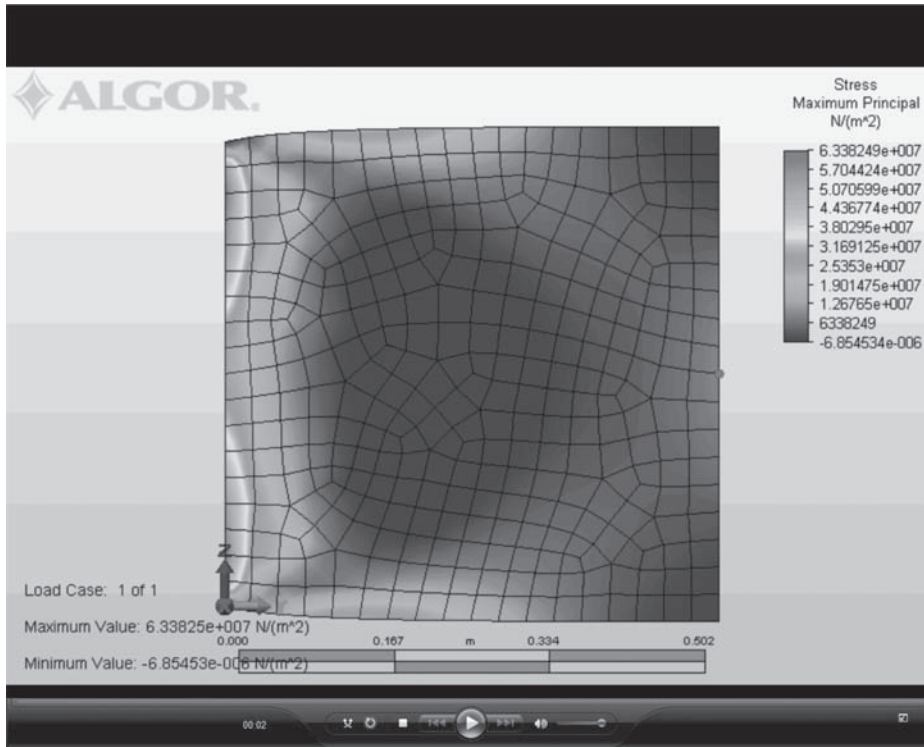 ALGOR.
Stress
Maximum Principal
N/(m^2)
6.338249e+007
5.704424e+007
5.070599e+007
4.436774e+007
3.80295e+007
3.169125e+007
2.5353e+007
1.901475e+007
1.26765e+007
6338249
-6.854534e-006
Z
Y
Load Case: 1 of 1
Maximum Value: 6.33825e+007 N/(m^2)
Minimum Value: -6.85453e-006 N/(m^2)
0.000 0.167 m 0.334 0.502
00:02